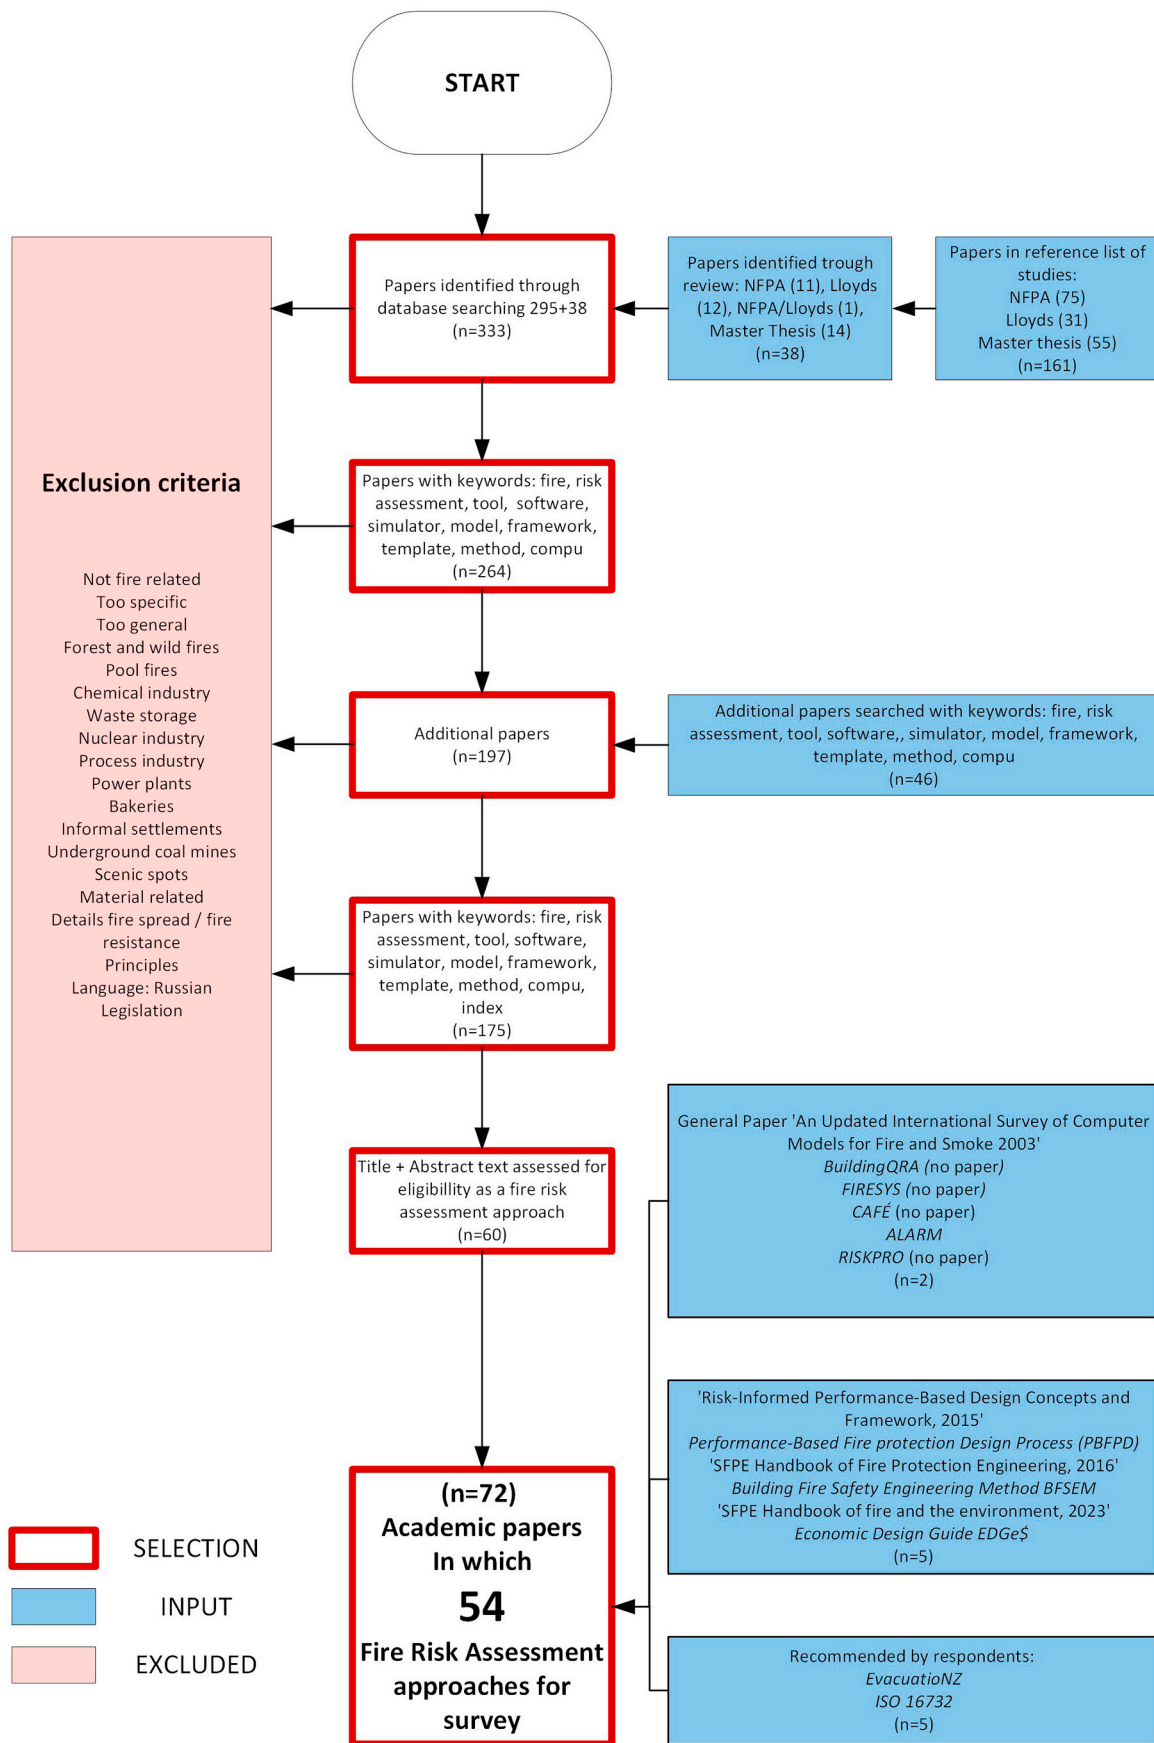 START
Papers identified through
database searching 295+38
(n=333)
Papers identified trough
review: NFPA (11), Lloyds
(12), NFPA/Lloyds (1),
Master Thesis (14)
(n=38)
Papers in reference list of
studies:
NFPA (75)
Lloyds (31)
Master thesis (55)
(n=161)
Exclusion criteria
Not fire related
Too specific
Too general
Forest and wild fires
Pool fires
Chemical industry
Waste storage
Nuclear industry
Process industry
Power plants
Bakeries
Informal settlements
Underground coal mines
Scenic spots
Material related
Details fire spread / fire
resistance
Principles
Language: Russian
Legislation
Papers with keywords: fire, risk
assessment, tool,  software,
simulator, model, framework,
template, method, compu
(n=264)
Additional papers
(n=197)
Additional papers searched with keywords: fire, risk
assessment, tool, software,, simulator, model, framework,
template, method, compu
(n=46)
Papers with keywords: fire, risk
assessment, tool, software,
simulator, model, framework,
template, method, compu,
index
(n=175)
Title + Abstract text assessed for
eligibillity as a fire risk
assessment approach
(n=60)
General Paper 'An Updated International Survey of Computer
Models for Fire and Smoke 2003'
BuildingQRA (no paper)
FIRESYS (no paper)
CAFÉ (no paper)
ALARM
RISKPRO (no paper)
(n=2)
'Risk-Informed Performance-Based Design Concepts and
Framework, 2015'
Performance-Based Fire protection Design Process (PBFPD)
'SFPE Handbook of Fire Protection Engineering, 2016'
Building Fire Safety Engineering Method BFSEM
'SFPE Handbook of fire and the environment, 2023'
Economic Design Guide EDGe$
(n=5)
Recommended by respondents:
EvacuatioNZ
ISO 16732
(n=5)
(n=72)
Academic papers
In which
54
Fire Risk Assessment
approaches for
survey
SELECTION
INPUT
EXCLUDED